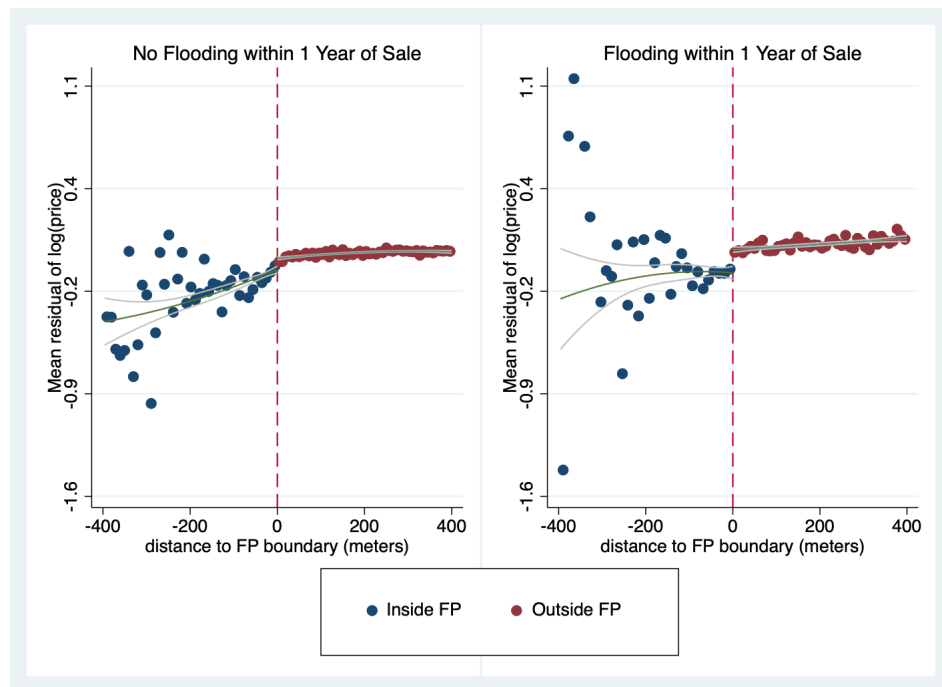 No Flooding within 1 Year of Sale
Mean residual of log(price)
1.1
0.4
-0.2
-0.9
-1.6
-400
-200
0
200
400
distance to FP boundary (meters)
Flooding within 1 Year of Sale
Mean residual of log(price)
1.1
0.4
-0.2
-0.9
-1.6
-400
-200
0
200
400
distance to FP boundary (meters)
Inside FP
Outside FP